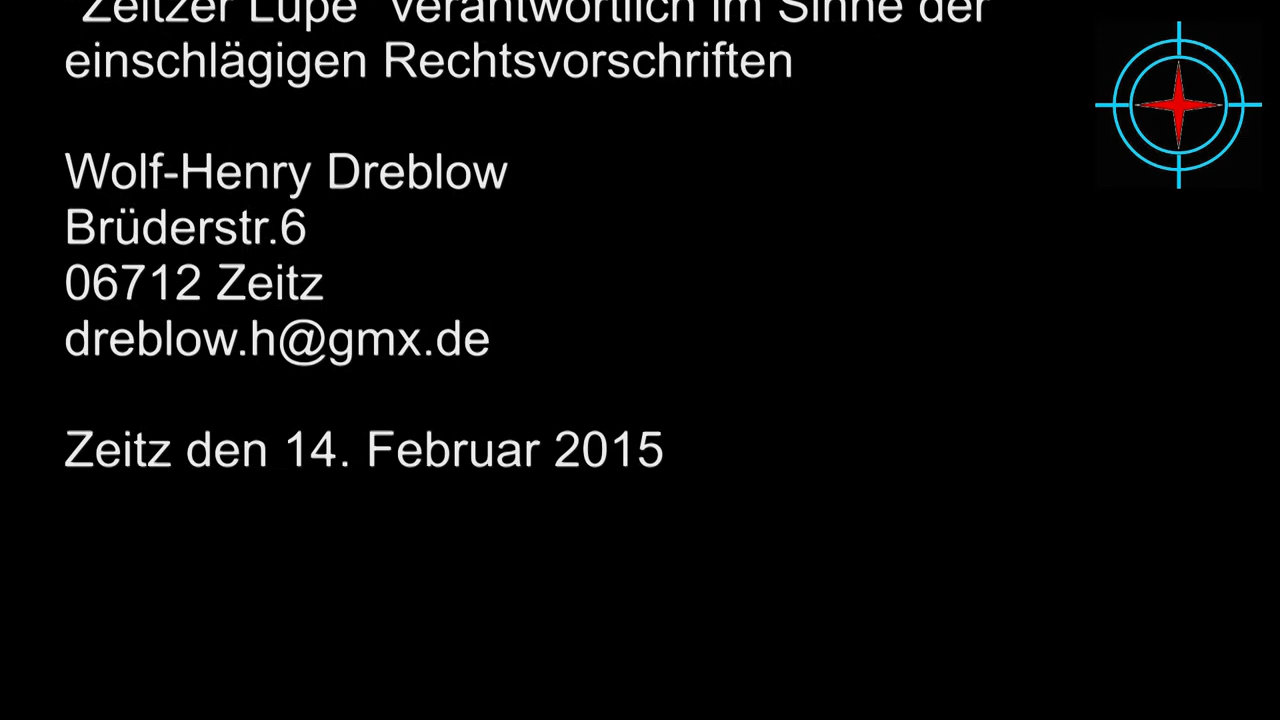 "Zeitzer Lupe" verantwortlich im Sinne der
einschlägigen Rechtsvorschriften
Wolf-Henry Dreblow
Brüderstr.6
06712 Zeitz
dreblow.h@gmx.de
Zeitz den 14. Februar 2015